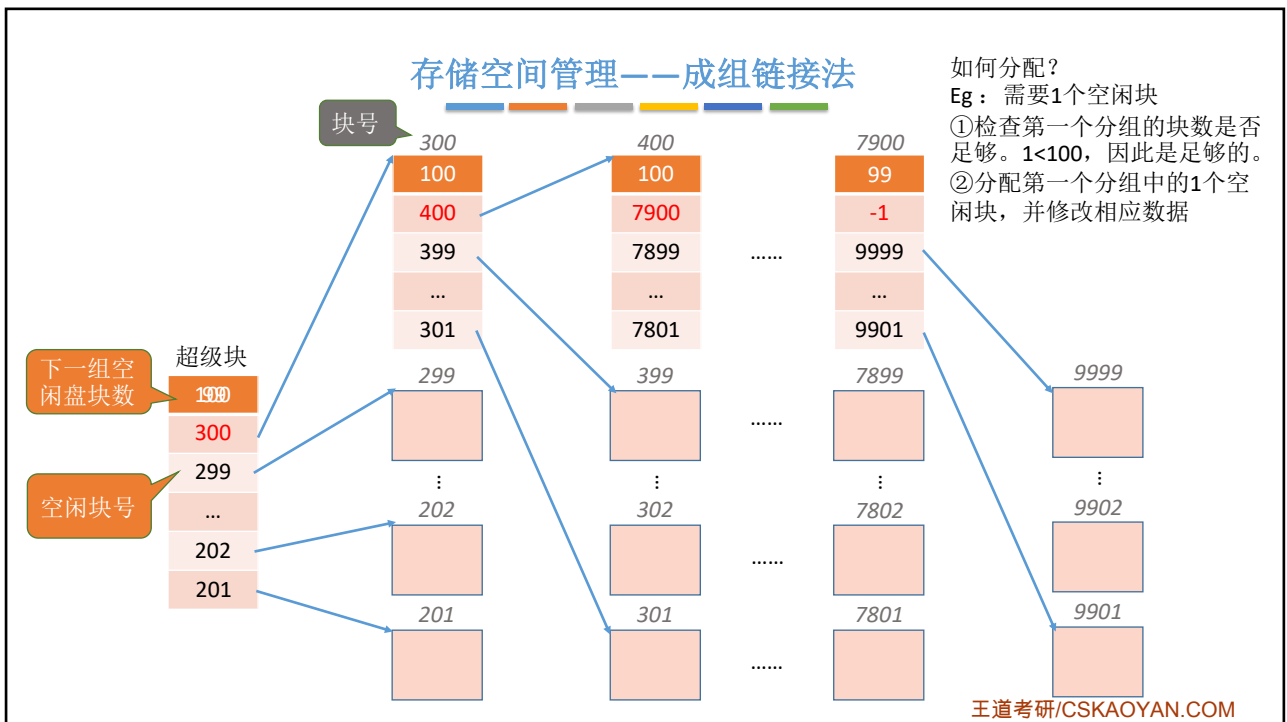 存储空间管理——成组链接法
如何分配？
Eg：需要1个空闲块
①检查第一个分组的块数是否
足够。1<100，因此是足够的。
②分配第一个分组中的1个空
闲块，并修改相应数据
块号
300 400 7900
100 100 99
400 7900 -1
399 7899 …… 9999
... ... ...
301 7801 9901
下一组空
闲盘块数
超级块
300
299
...
202
201
空闲块号
299 399 7899 9999
……
... ... ...
202 302 7802 9902
……
201 301 7801 9901
……
王道考研/CSKAOYAN.COM